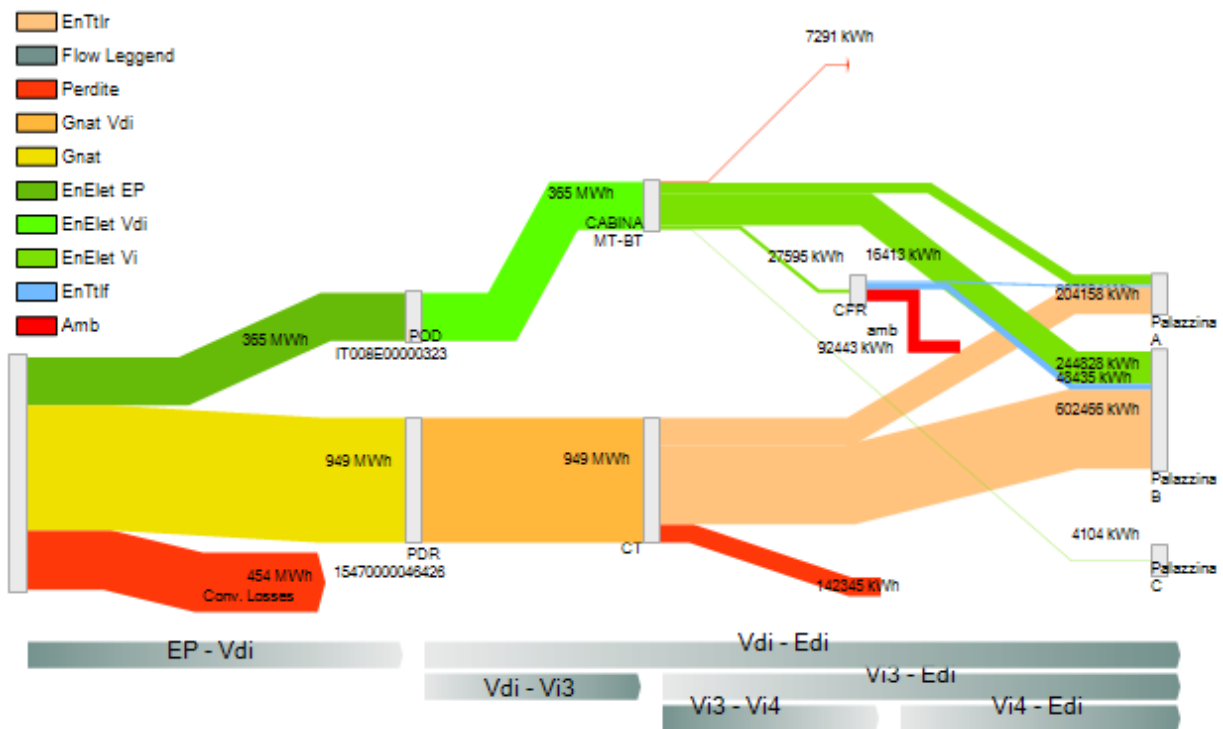 EnTtlr
Flow Leggend
Perdite
Gnat Vdi
Gnat
EnElet EP
EnElet Vdi
EnElet Vi
EnTtlf
Amb
7291 kWh
365 MWh
CABINA
MT-BT
27595 kWh
16413 kWh
CFR
amb
92443 kWh
204158 kWh
Palazzina
A
365 MWh
POD
IT008E00000323
244828 kWh
48435 kWh
602466 kWh
Palazzina
B
949 MWh
949 MWh
PDR
15470000046426
CT
4104 kWh
Palazzina
C
454 MWh
Conv. Losses
142345 kWh
EP - Vdi
Vdi - Edi
Vdi - Vi3
Vi3 - Edi
Vi3 - Vi4
Vi4 - Edi